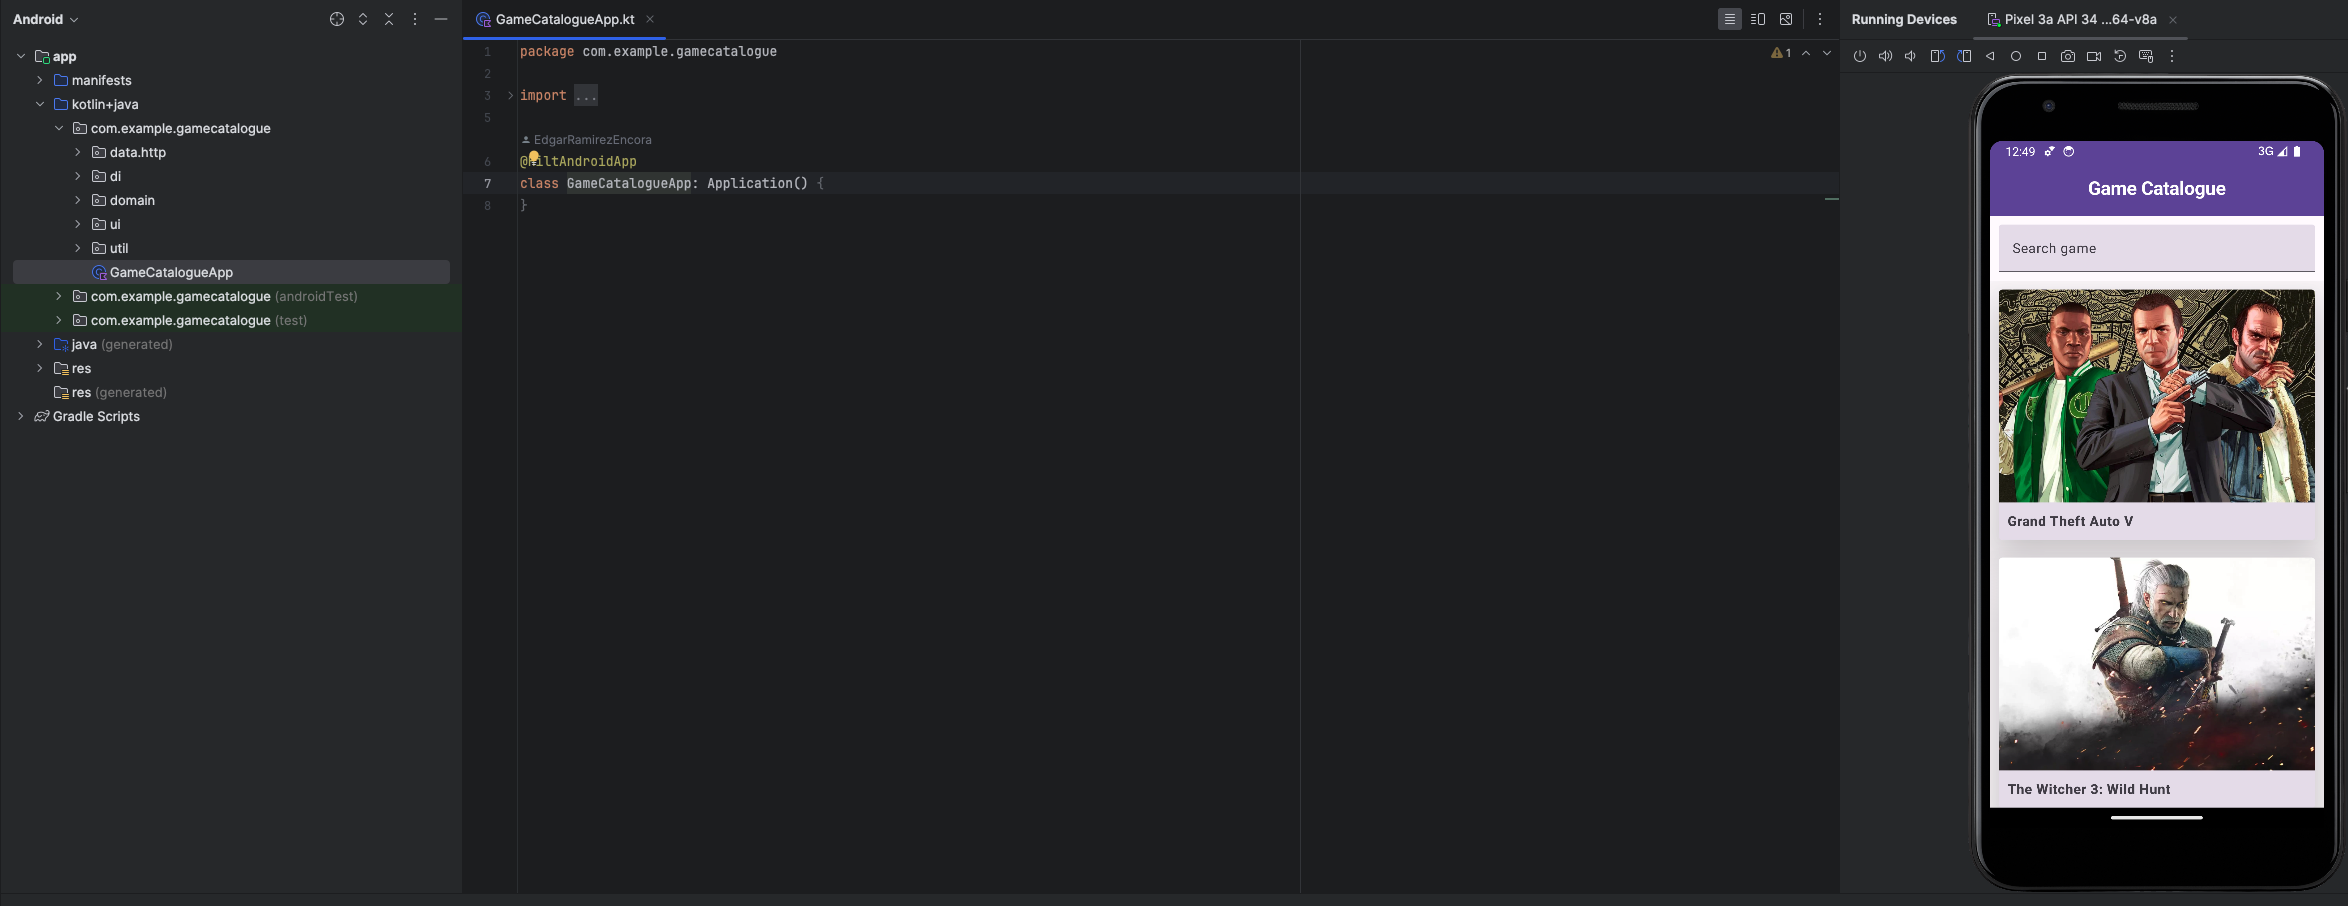 Android
app
manifests
kotlin+java
com.example.gamecatalogue
data.http
di
domain
ui
util
GameCatalogueApp
com.example.gamecatalogue (androidTest)
com.example.gamecatalogue (test)
java (generated)
res
res (generated)
Gradle Scripts
GameCatalogueApp.kt
1 package com.example.gamecatalogue
1
2
3 import ...
5
EdgarRamirezEncora
6 @HiltAndroidApp
7 class GameCatalogueApp: Application() {
8 }
Running Devices
Pixel 3a API 34 ...64-v8a
12:49
3G
Game Catalogue
Search game
Grand Theft Auto V
The Witcher 3: Wild Hunt